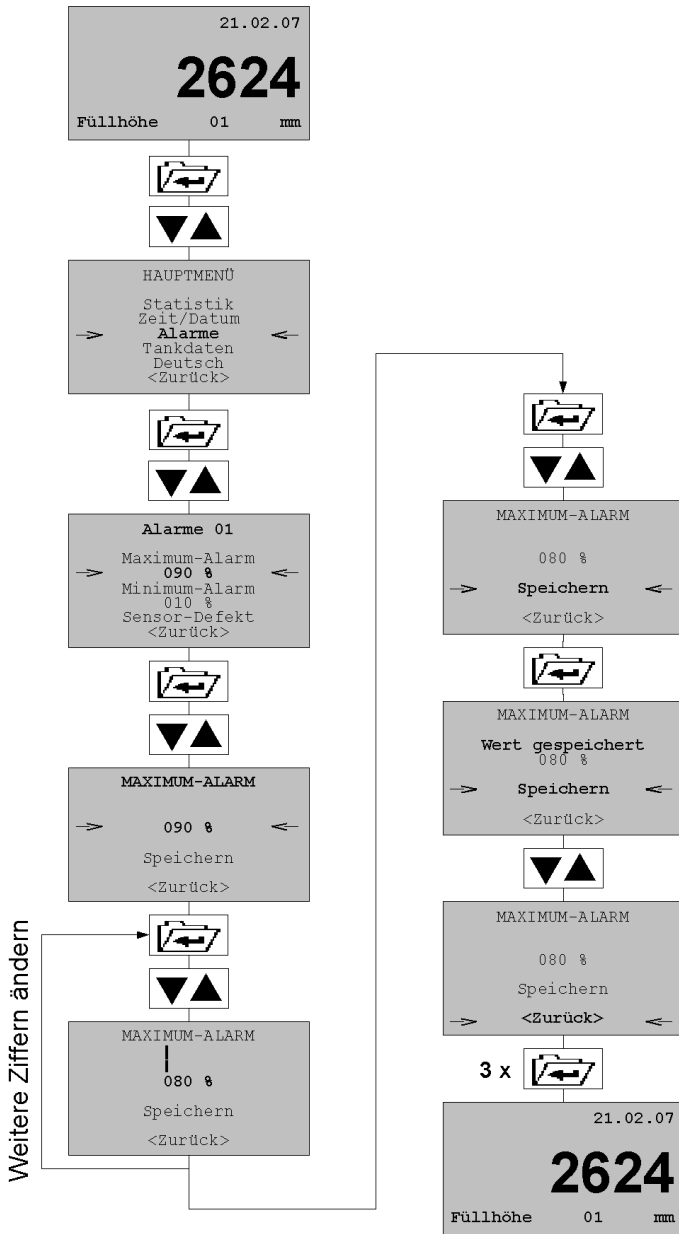 21.02.07
2624
Füllhöhe 01 mm
HAUPTMENÜ
Statistik
Zeit/Datum
Alarme
Tankdaten
Deutsch
<Zurück>
Alarme 01
Maximum-Alarm
090 %
Minimum-Alarm
010 %
Sensor-Defekt
<Zurück>
MAXIMUM-ALARM
090 %
Speichern
<Zurück>
Weitere Ziffern ändern
MAXIMUM-ALARM
080 %
Speichern
<Zurück>
MAXIMUM-ALARM
080 %
Speichern
<Zurück>
MAXIMUM-ALARM
Wert gespeichert
080 %
Speichern
<Zurück>
MAXIMUM-ALARM
080 %
Speichern
<Zurück>
3 x
21.02.07
2624
Füllhöhe 01 mm